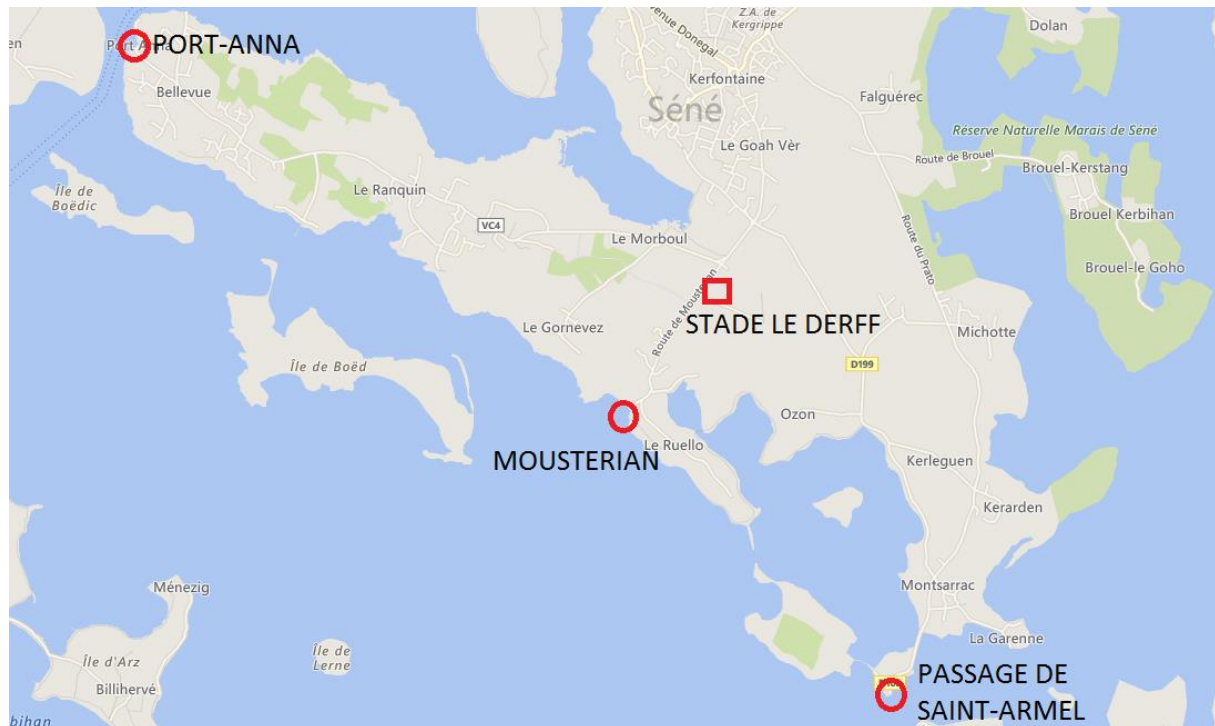 Z.A. de
Kergrippe
Avenue Donegal
Dolan
PORT-ANNA
Port Anna
Bellevue
Kerfontaine
Séné
Falguérec
Réserve Naturelle Marais de Séné
Le Goah Vèr
Route de Brouel
Brouel-Kerstang
Île de
Boëdic
Le Ranquin
VC4
Le Morboul
Route du Prato
Brouel Kerbihan
Brouel-le Goho
Route de Mousterian
STADE LE DERFF
Le Gornevez
Michotte
Île de Boëd
D199
Ozon
MOUSTERIAN
Le Ruello
Kerleguen
Kerarden
Ménezig
Montsarrac
La Garenne
Île de
Lerne
Île d'Arz
Billihervé
PASSAGE DE
SAINT-ARMEL
bihan